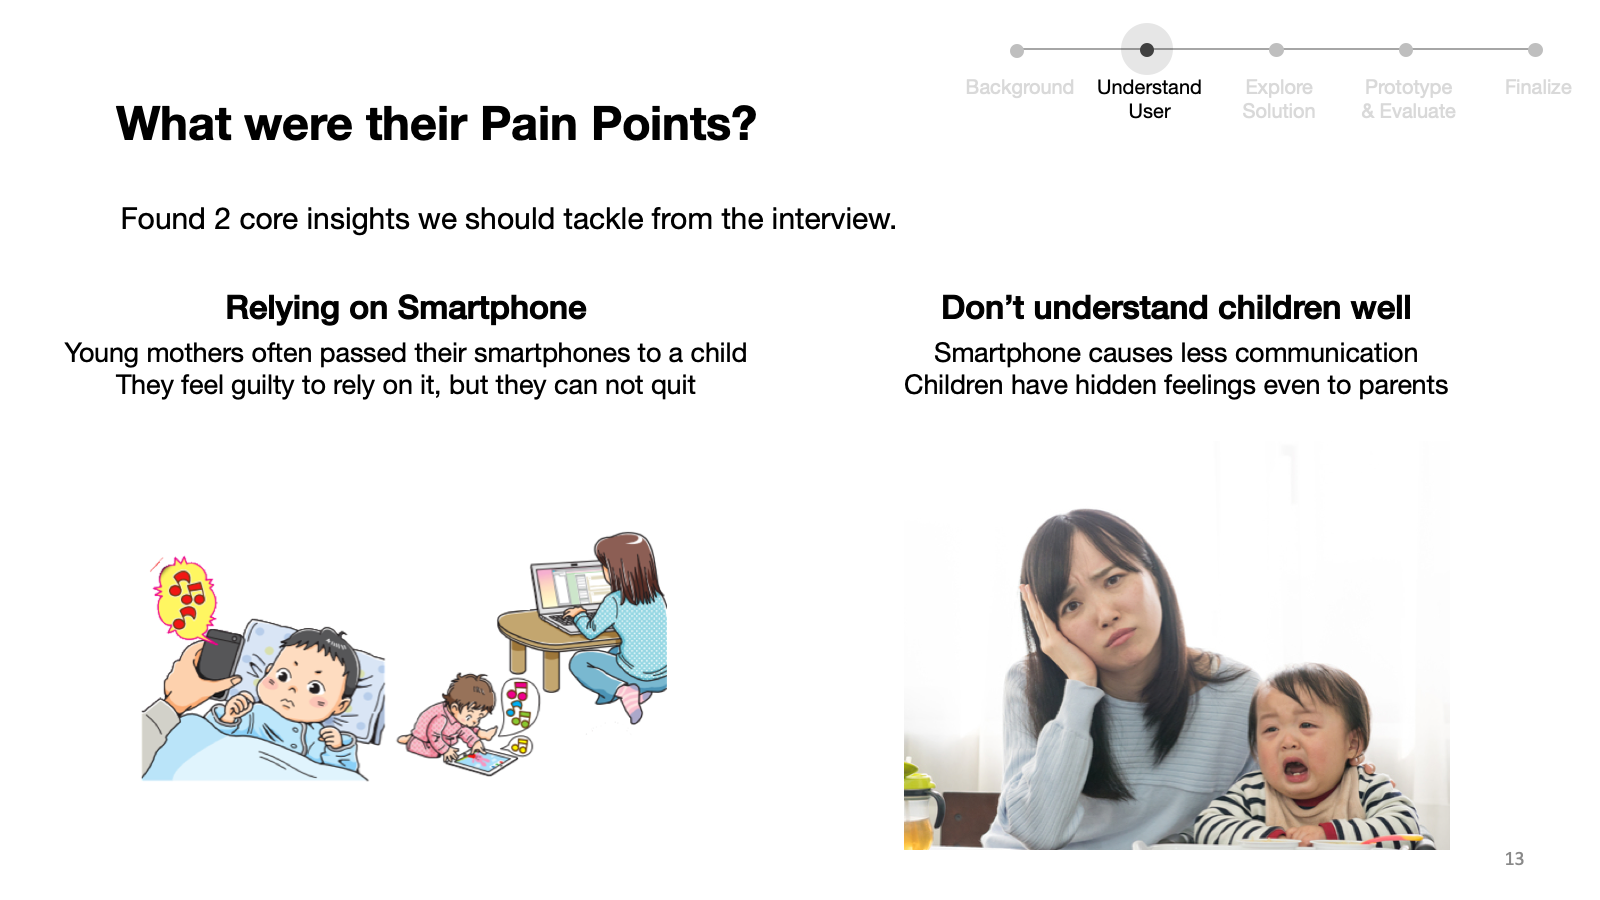 Background
Understand
User
Explore
Solution
Prototype
& Evaluate
Finalize
What were their Pain Points?
Found 2 core insights we should tackle from the interview.
Relying on Smartphone
Young mothers often passed their smartphones to a child
They feel guilty to rely on it, but they can not quit
Don’t understand children well
Smartphone causes less communication
Children have hidden feelings even to parents
13